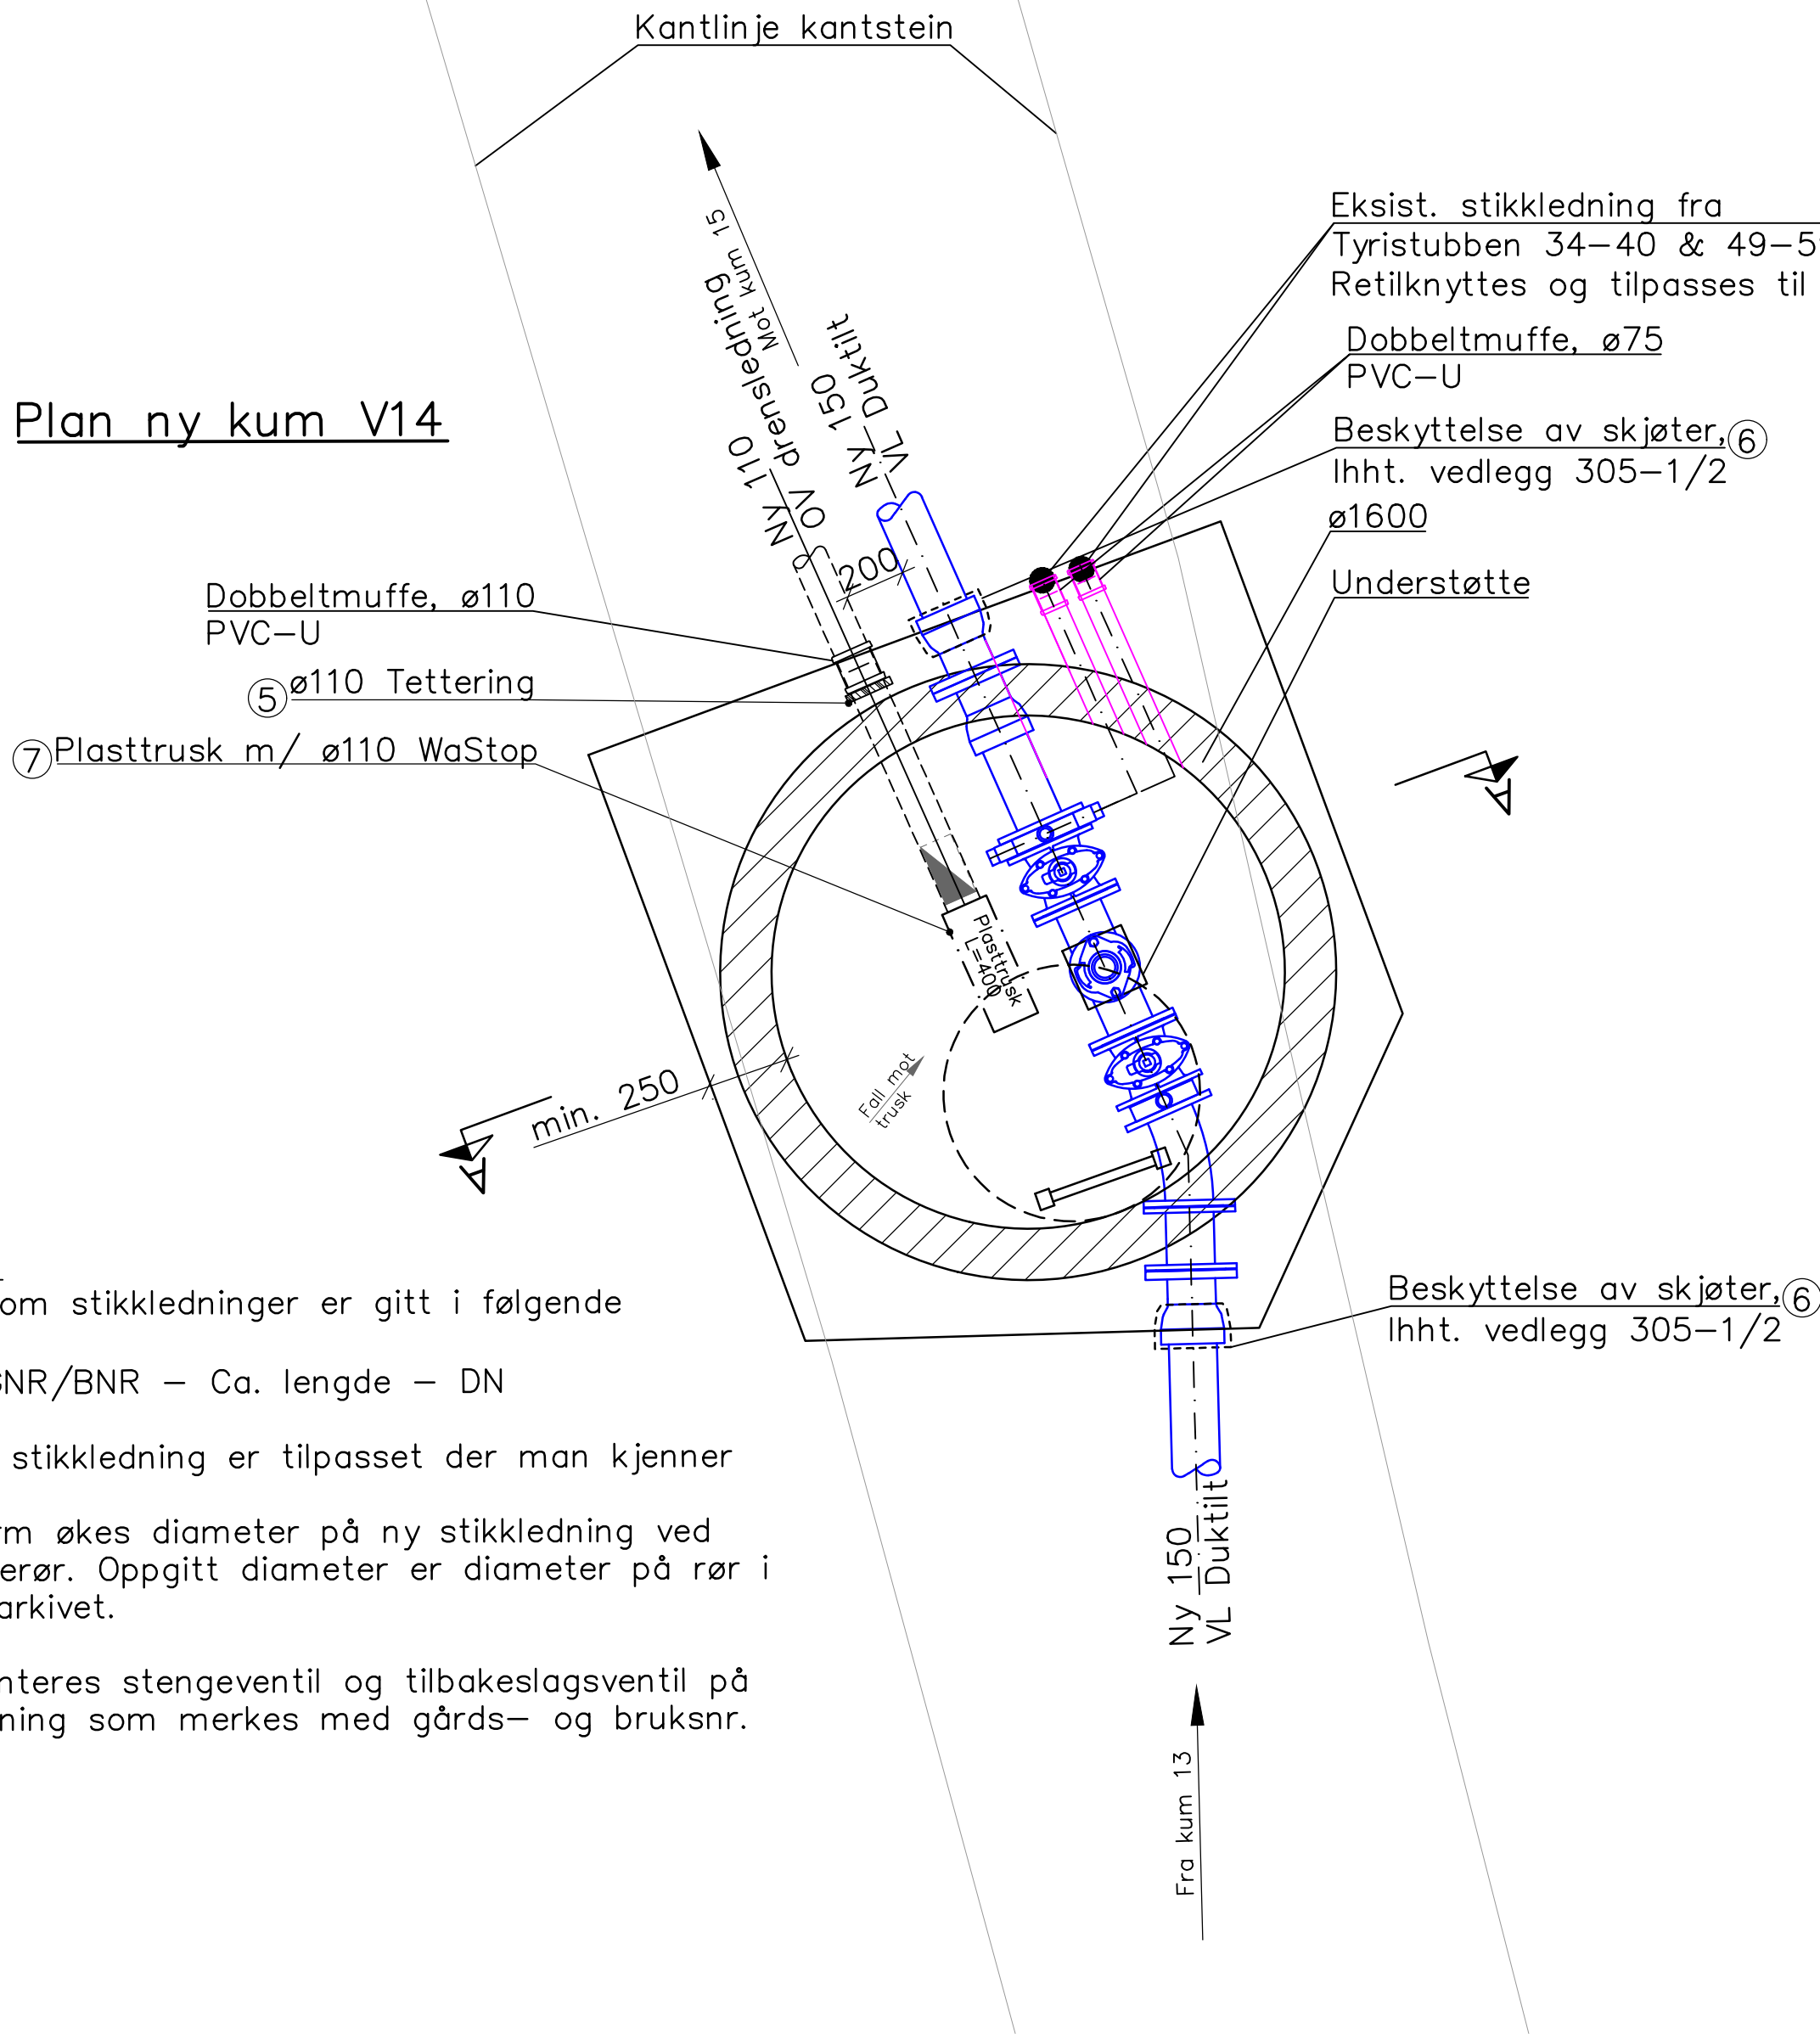 Kantlinje kantstein
Mot kum 15
Eksist. stikkledning fra
Tyristubben 34-40 & 49-5
Retilknyttes og tilpasses til
Dobbeltmuffe, ø75
PVC-U
Plan ny kum V14
Beskyttelse av skjøter, 6
Ihht. vedlegg 305-1/2
Ny 110
OV drensledning
Ny 150
VL Duktilt
ø1600
200
Understøtte
Dobbeltmuffe, ø110
PVC-U
5 ø110 Tettering
7 Plasttrusk m/ ø110 WaStop
A
Plasttrusk
L=400
Fall mot
trusk
min. 250
A
om stikkledninger er gitt i følgende
Beskyttelse av skjøter, 6
Ihht. vedlegg 305-1/2
GNR/BNR - Ca. lengde - DN
stikkledning er tilpasset der man kjenner
rm økes diameter på ny stikkledning ved
erør. Oppgitt diameter er diameter på rør i
arkivet.
Ny 150
VL Duktilt
nteres stengeventil og tilbakeslagsventil på
ning som merkes med gårds- og bruksnr.
Fra kum 13